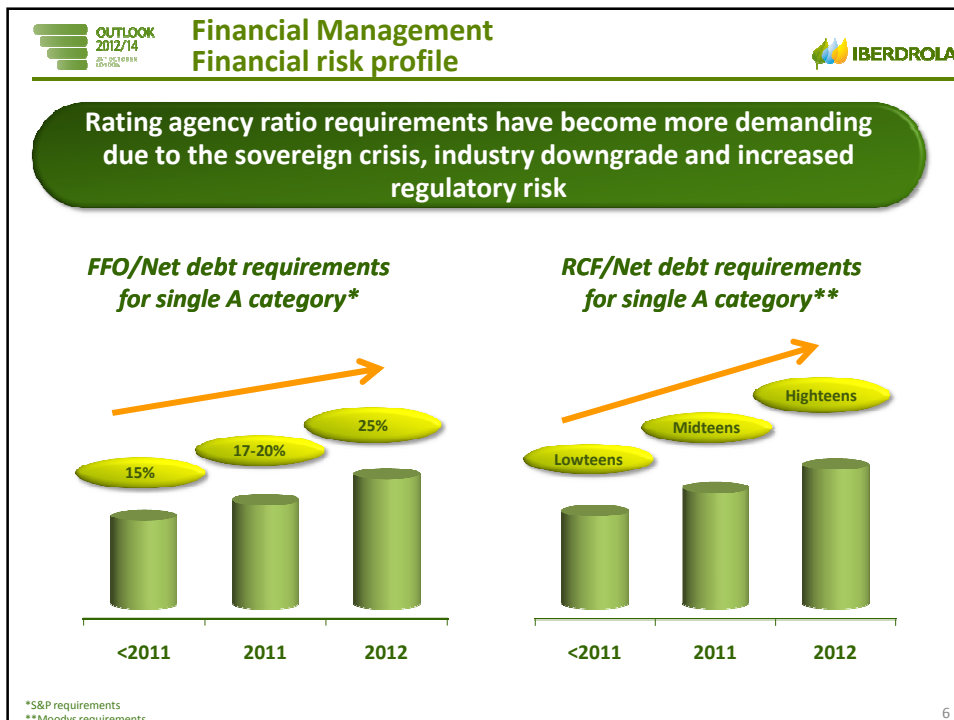 OUTLOOK
2012/14
LONDON
Financial Management
Financial risk profile
IBERDROLA
Rating agency ratio requirements have become more demanding
due to the sovereign crisis, industry downgrade and increased
regulatory risk
FFO/Net debt requirements
for single A category*
RCF/Net debt requirements
for single A category**
15%
17-20%
25%
Lowteens
Midteens
Highteens
<2011
2011
2012
<2011
2011
2012
*S&P requirements
**Moodys requirements
6